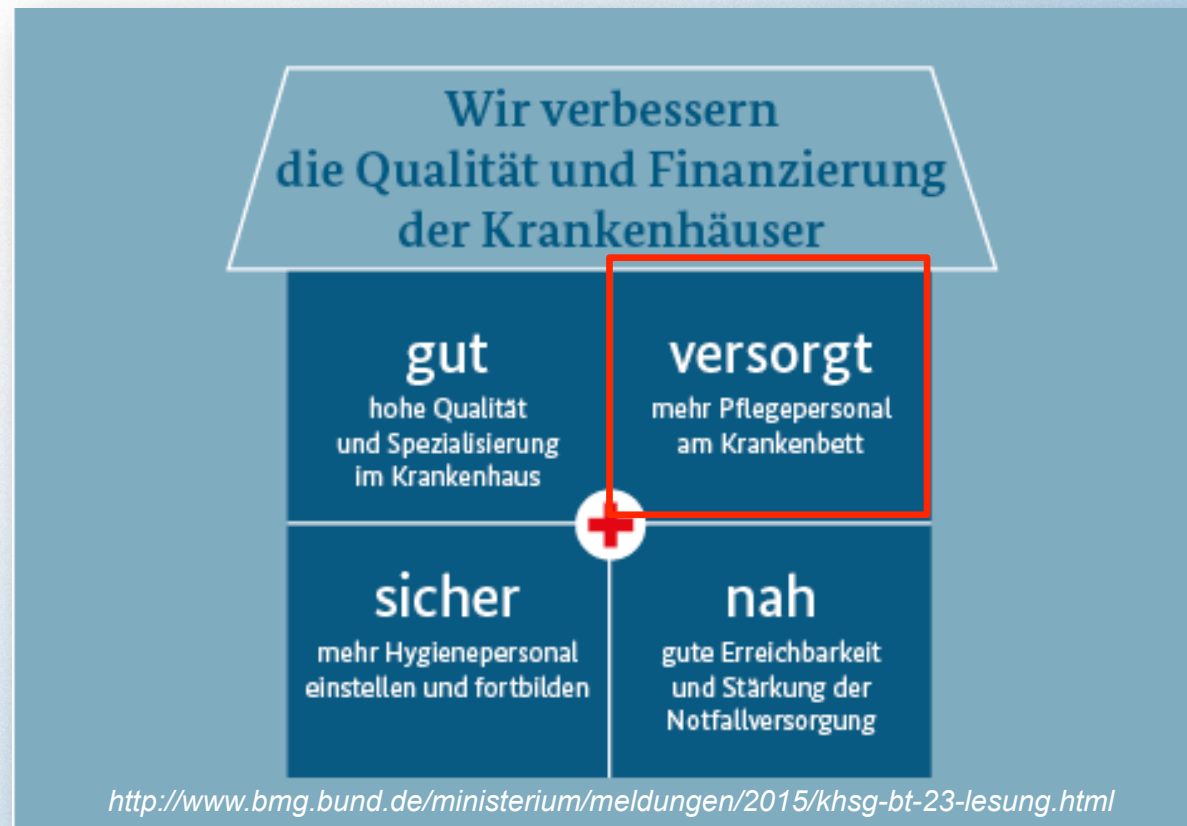 Wir verbessern
die Qualität und Finanzierung
der Krankenhäuser
gut
hohe Qualität
und Spezialisierung
im Krankenhaus
versorgt
mehr Pflegepersonal
am Krankenbett
sicher
mehr Hygienepersonal
einstellen und fortbilden
nah
gute Erreichbarkeit
und Stärkung der
Notfallversorgung
http://www.bmg.bund.de/ministerium/meldungen/2015/khsg-bt-23-lesung.html